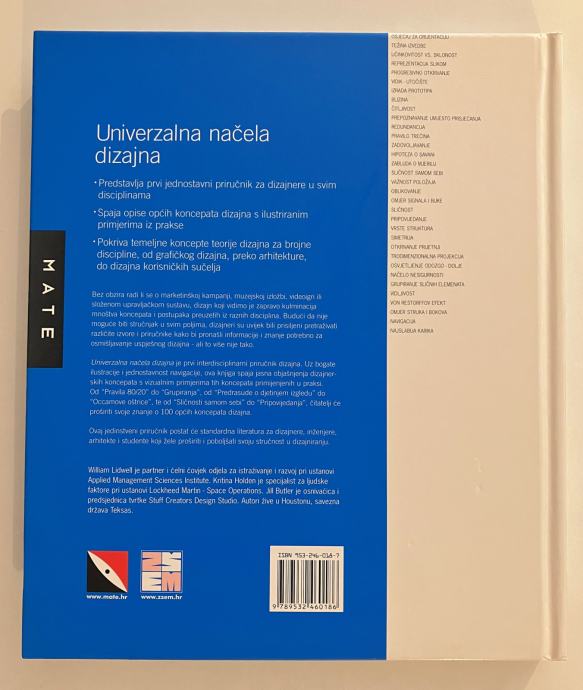 Univerzalna načela
dizajna
• Predstavlja prvi jednostavni priručnik za dizajnere u svim
disciplinama
• Spaja opise općih koncepata dizajna s ilustriranim
primjerima iz prakse
• Pokriva temeljne koncepte teorije dizajna za brojne
discipline, od grafičkog dizajna, preko arhitekture,
do dizajna korisničkih sučelja
MATE
Bez obzira radi li se o marketinškoj kampanji, muzejskoj izložbi, videoigri ili
složenom upravljačkom sustavu, dizajn koji vidimo je zapravo kulminacija
mnoštva koncepata i postupaka preuzetih iz raznih disciplina. Budući da nije
moguće biti stručnjak u svim poljima, dizajneri su uvijek bili prisiljeni pretraživati
različite izvore i priručnike kako bi pronašli informacije i znanje potrebno za
osmišljavanje uspješnog dizajna - ali to više nije tako.
Univerzalna načela dizajna je prvi interdisciplinarni priručnik dizajna. Uz bogate
ilustracije i jednostavnost navigacije, ova knjiga spaja jasna objašnjenja dizajner-
skih koncepata s vizualnim primjerima tih koncepata primijenjenih u praksi.
Od “Pravila 80/20” do “Grupiranja”, od “Predrasude o djetinjem izgledu” do
“Occamove oštrice”, te od “Sličnosti samom sebi” do “Pripovijedanja”, čitatelji će
proširiti svoje znanje o 100 općih koncepata dizajna.
Ovaj jedinstveni priručnik postat će standardna literatura za dizajnere, inženjere,
arhitekte i studente koji žele proširiti i poboljšati svoju stručnost u dizajniranju.
William Lidwell je partner i čelni čovjek odjela za istraživanje i razvoj pri ustanovi
Applied Management Sciences Institute. Kritina Holden je specijalist za ljudske
faktore pri ustanovi Lockheed Martin - Space Operations. Jill Butler je osnivačica i
predsjednica tvrtke Stuff Creators Design Studio. Autori žive u Houstonu, savezna
država Teksas.
www.mate.hr
ZS
EM
www.zsem.hr
ISBN 953-246-018-7
9 789532 460186
OSJEĆAJ ZA ORIJENTACIJU
TEŽINA IZVEDBE
UČINKOVITOST VS. SKLONOST
REPREZENTACIJA SLIKOM
PROGRESIVNO OTKRIVANJE
VIDIK - UTOČIŠTE
IZRADA PROTOTIPA
BLIZINA
ČITLJIVOST
PREPOZNAVANJE UMJESTO PRISJEĆANJA
REDUNDANCIJA
PRAVILO TREĆINA
ZADOVOLJAVANJE
HIPOTEZA O SAVANI
ZABLUDA O MJERILU
SLIČNOST SAMOM SEBI
VAŽNOST POLOŽAJA
OBLIKOVANJE
OMJER SIGNALA I BUKE
SLIČNOST
PRIPOVIJEDANJE
VRSTE STRUKTURA
SIMETRIJA
OTKRIVANJE PRIJETNJI
TRODIMENZIONALNA PROJEKCIJA
OSVJETLJENJE ODOZGO - DOLJE
NAČELO NESIGURNOSTI
GRUPIRANJE SLIČNIH ELEMENATA
VIDLJIVOST
VON RESTORFFOV EFEKT
OMJER STRUKA I BOKOVA
NAVIGACIJA
NAJSLABIJA KARIKA